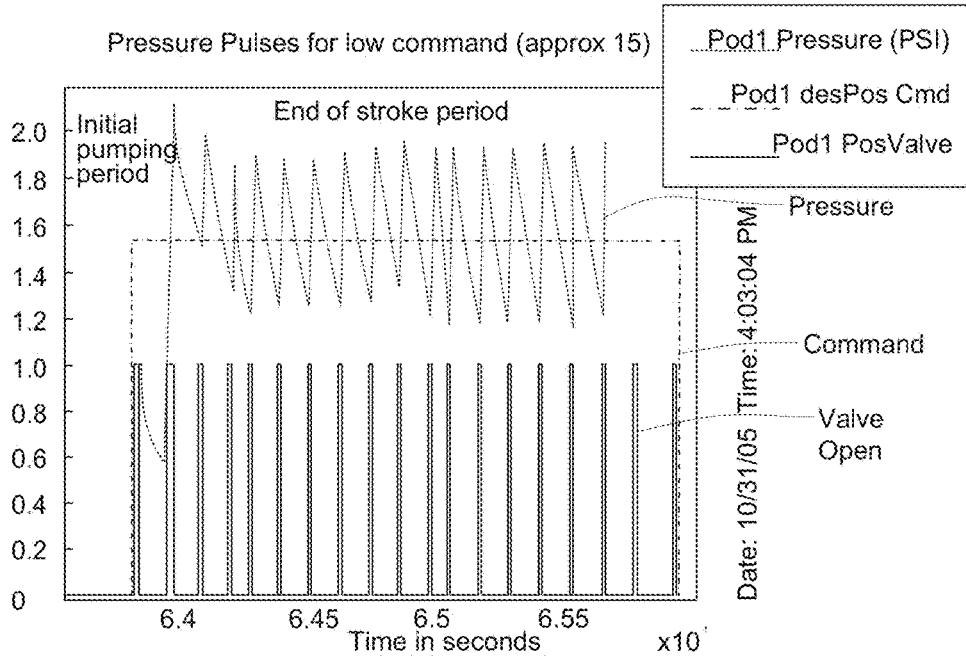 Pressure Pulses for low command (approx 15)
Pod1 Pressure (PSI)
Pod1 desPos Cmd
Pod1 PosValve
Initial
pumping
period
End of stroke period
2.0
1.8
1.6
1.4
1.2
1.0
0.8
0.6
0.4
0.2
0
Pressure
Command
Valve
Open
Date: 10/31/05 Time: 4:03:04 PM
6.4
6.45
6.5
6.55
x10
Time in seconds